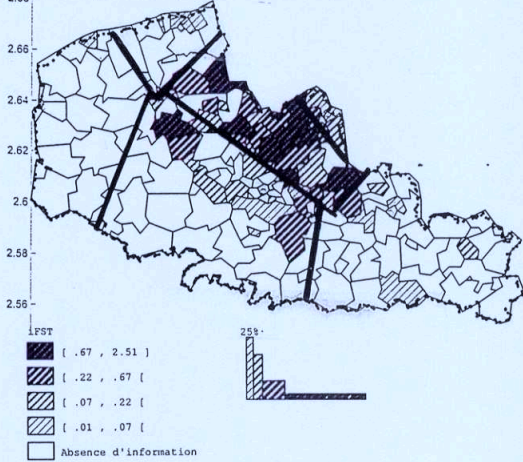 2.66
2.64
2.62
2.6
2.58
2.56
iFST
25%
[ .67 , 2.51 ]
[ .22 , .67 [
[ .07 , .22 [
[ .01 , .07 [
Absence d'information